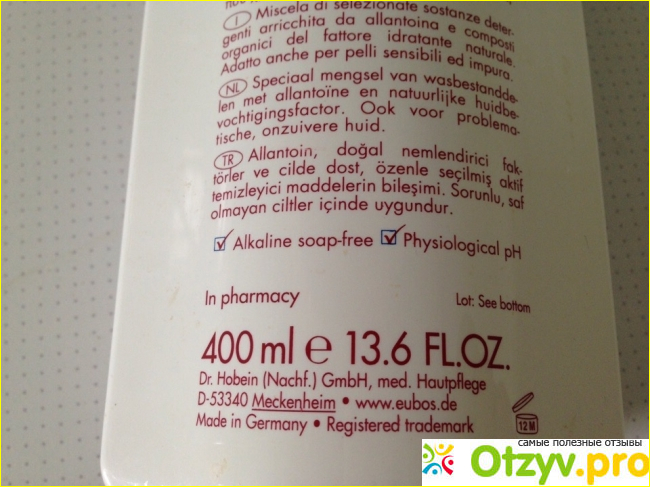 I Miscela di selezionate sostanze deter-
genti arricchita da allantoina e composti
organici del fattore idratante naturale.
Adatto anche per pelli sensibili ed impura.
NL Speciaal mengsel van wasbestandde-
len met allantoïne en natuurlijke huidbe-
vochtigingsfactor. Ook voor problema-
tische, onzuivere huid.
TR Allantoin, doğal nemlendirici fak-
törler ve cilde dost, özenle seçilmiş aktif
temizleyici maddelerin bileşimi. Sorunlu, saf
olmayan ciltler içinde uygundur.
Alkaline soap-free Physiological pH
In pharmacy
Lot: See bottom
400 ml e 13.6 FL.OZ.
Dr. Hobein (Nachf.) GmbH, med. Hautpflege
D-53340 Meckenheim • www.eubos.de
Made in Germany • Registered trademark
12 M
самые полезные отзывы
Otzyv.pro